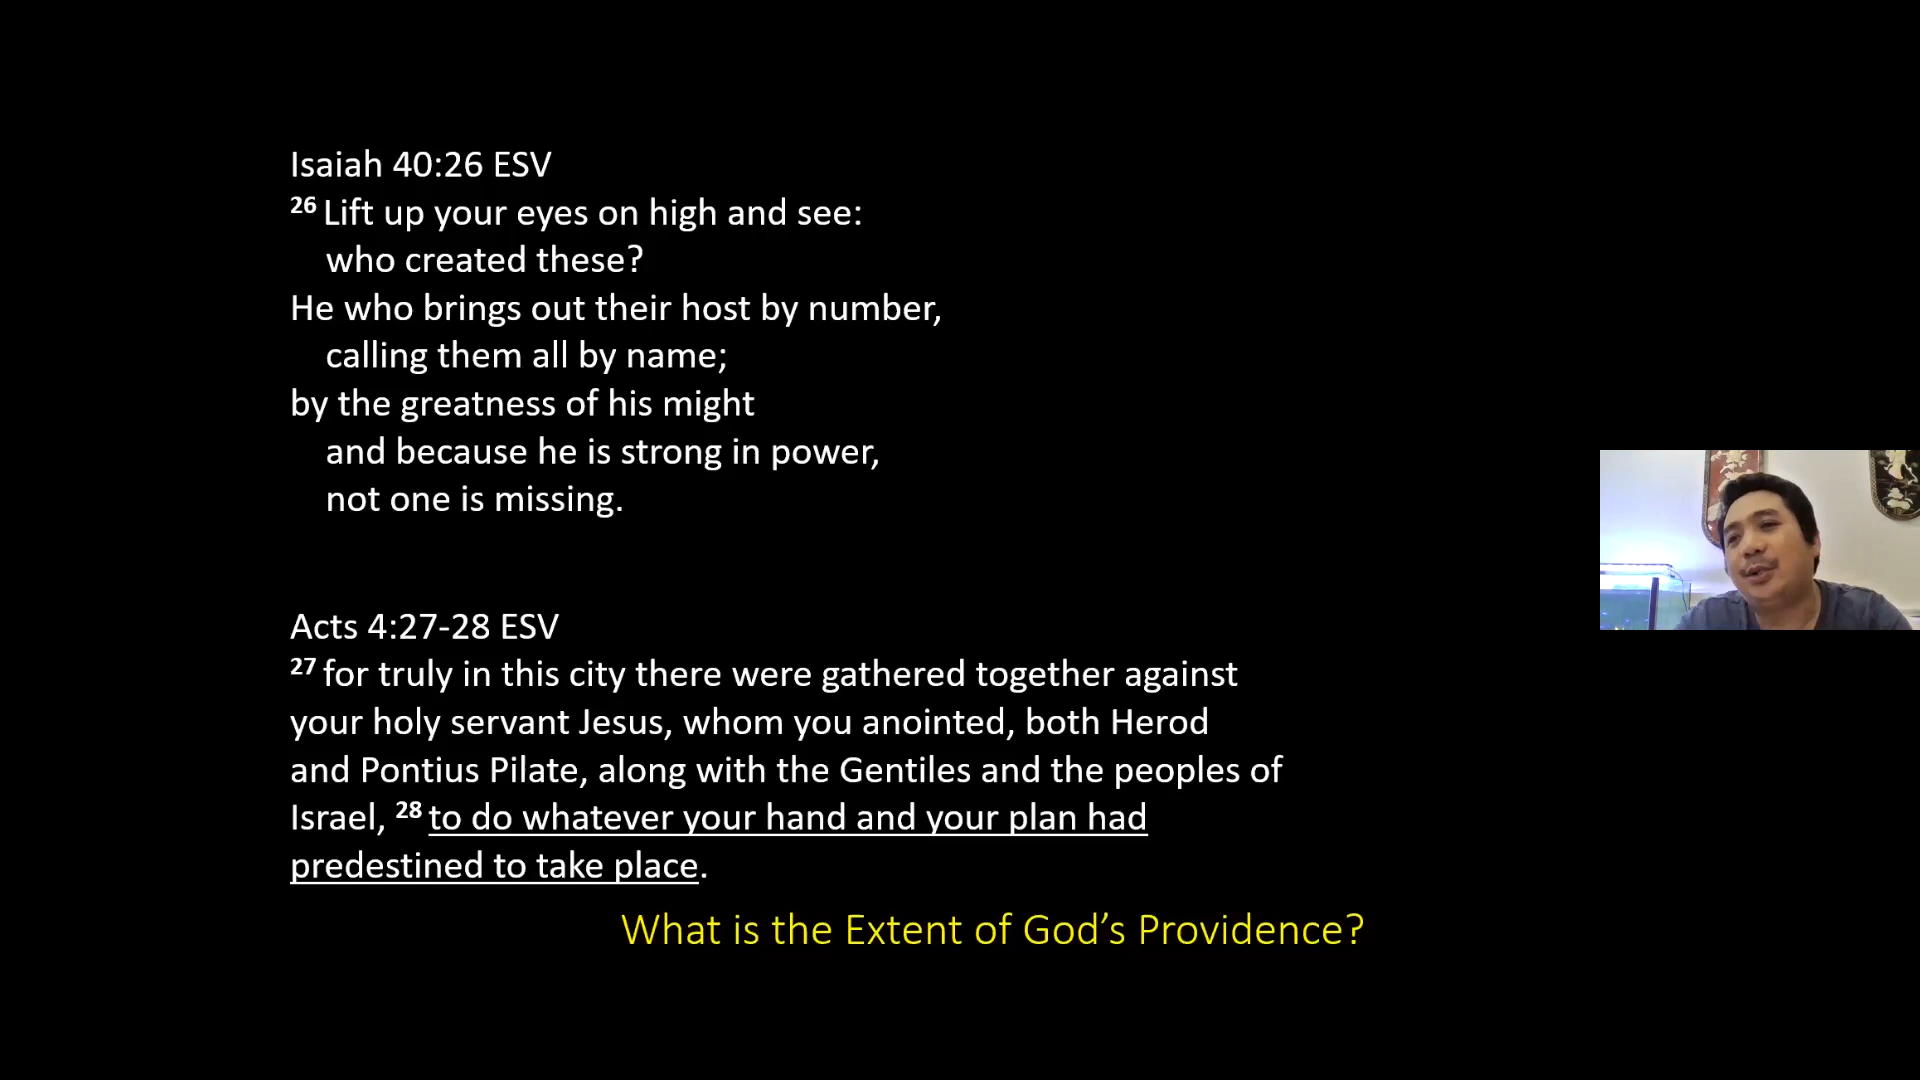 Isaiah 40:26 ESV
26 Lift up your eyes on high and see:
who created these?
He who brings out their host by number,
calling them all by name;
by the greatness of his might
and because he is strong in power,
not one is missing.
Acts 4:27-28 ESV
27 for truly in this city there were gathered together against
your holy servant Jesus, whom you anointed, both Herod
and Pontius Pilate, along with the Gentiles and the peoples of
Israel, 28 to do whatever your hand and your plan had
predestined to take place.
What is the Extent of God’s Providence?